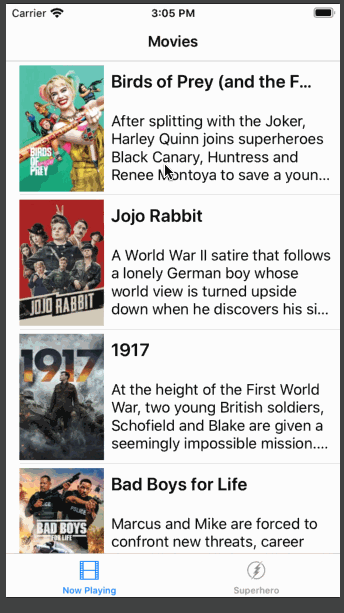 Carrier
3:05 PM
Movies
BIRDS
OF
PREY
Birds of Prey (and the F...
After splitting with the Joker,
Harley Quinn joins superheroes
Black Canary, Huntress and
Renee Montoya to save a youn...
JOJO RABBIT
Jojo Rabbit
A World War II satire that follows
a lonely German boy whose
world view is turned upside
down when he discovers his si...
1917
1917
At the height of the First World
War, two young British soldiers,
Schofield and Blake are given a
seemingly impossible mission....
BAD BOYS
FOR LIFE
Bad Boys for Life
Marcus and Mike are forced to
confront new threats, career
Now Playing
Superhero